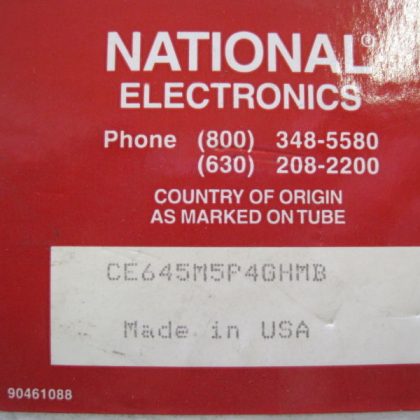 NATIONAL®
ELECTRONICS
Phone (800) 348-5580
(630) 208-2200
COUNTRY OF ORIGIN
AS MARKED ON TUBE
CE645M5P4GHMB
Made in USA
90461088